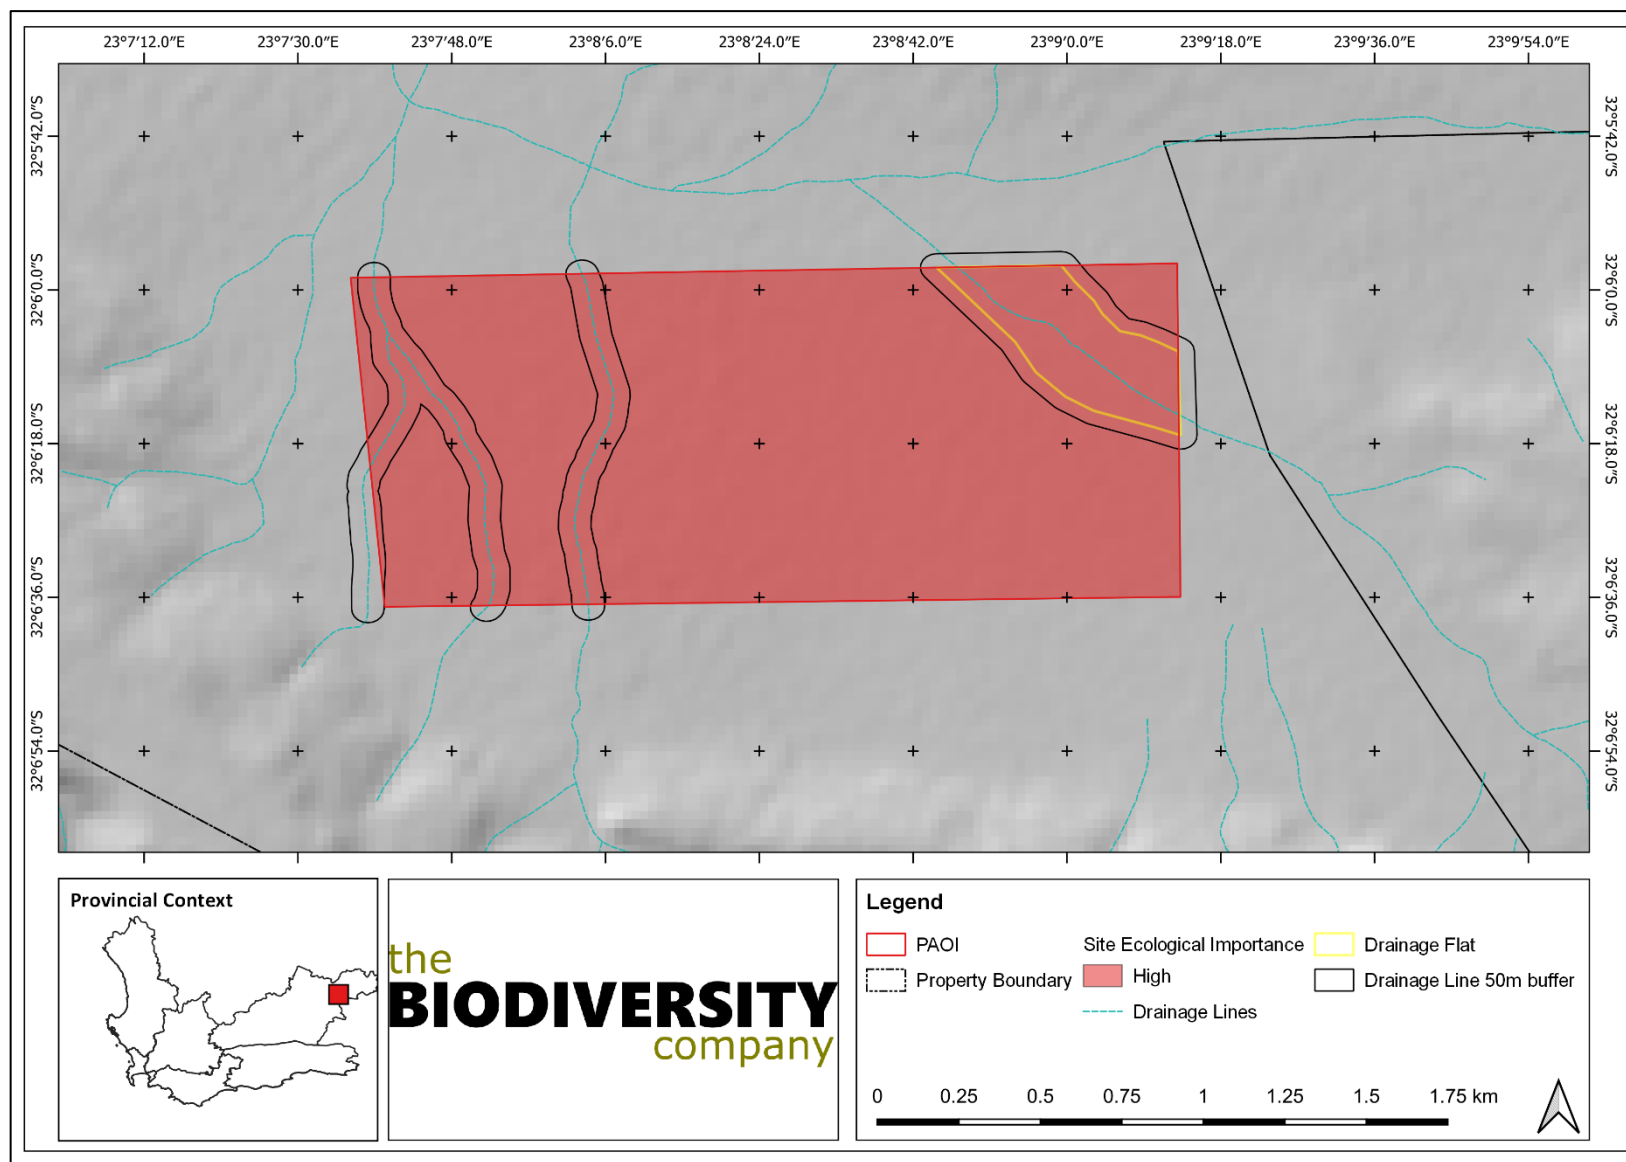 23°7'12.0"E 23°7'30.0"E 23°7'48.0"E 23°8'6.0"E 23°8'24.0"E 23°8'42.0"E 23°9'0.0"E 23°9'18.0"E 23°9'36.0"E 23°9'54.0"E
32°5'42.0"S 32°5'42.0"S
32°6'0.0"S 32°6'0.0"S
32°6'18.0"S 32°6'18.0"S
32°6'36.0"S 32°6'36.0"S
32°6'54.0"S 32°6'54.0"S
Provincial Context
the
BIODIVERSITY
company
Legend
PAOI
Property Boundary
Site Ecological Importance
High
Drainage Lines
Drainage Flat
Drainage Line 50m buffer
0 0.25 0.5 0.75 1 1.25 1.5 1.75 km